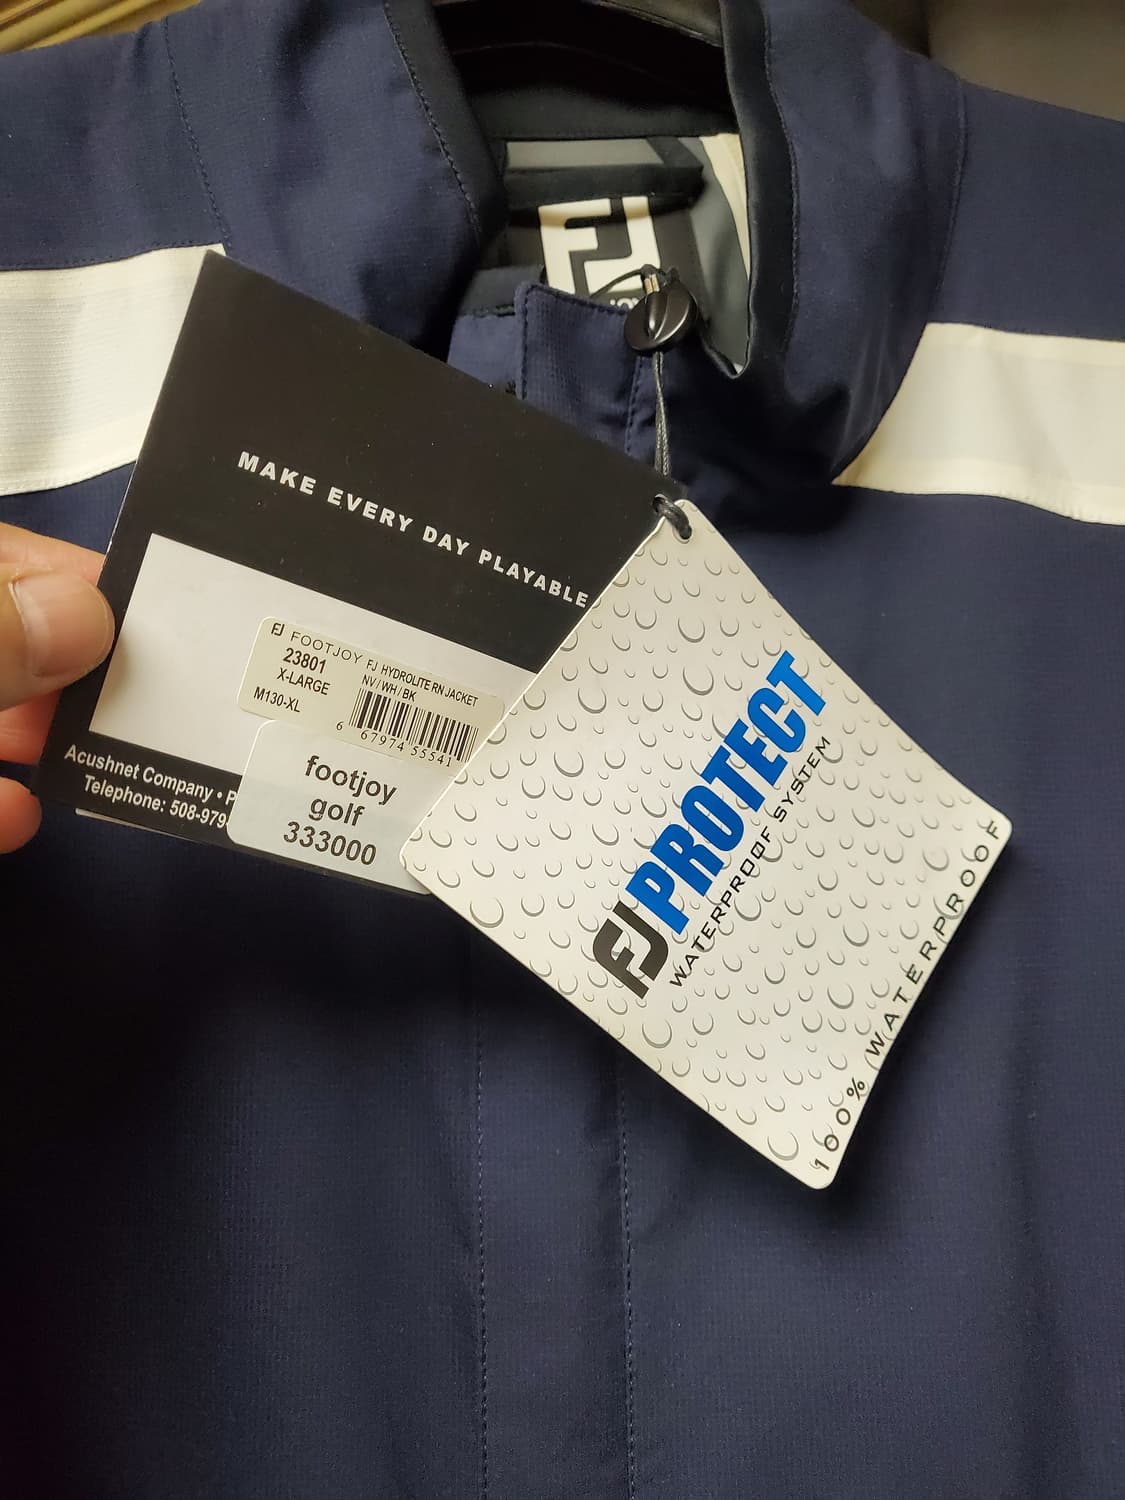 FJ
MAKE EVERY DAY PLAYABLE
FJ FOOTJOY FJ HYDROLITE RN JACKET
23801 NV / WH / BK
X-LARGE
M130-XL
6 67974 55541
Acushnet Company •
Telephone: 508-979
footjoy
golf
333000
FJ PROTECT
WATERPROOF SYSTEM
100% WATERPROOF